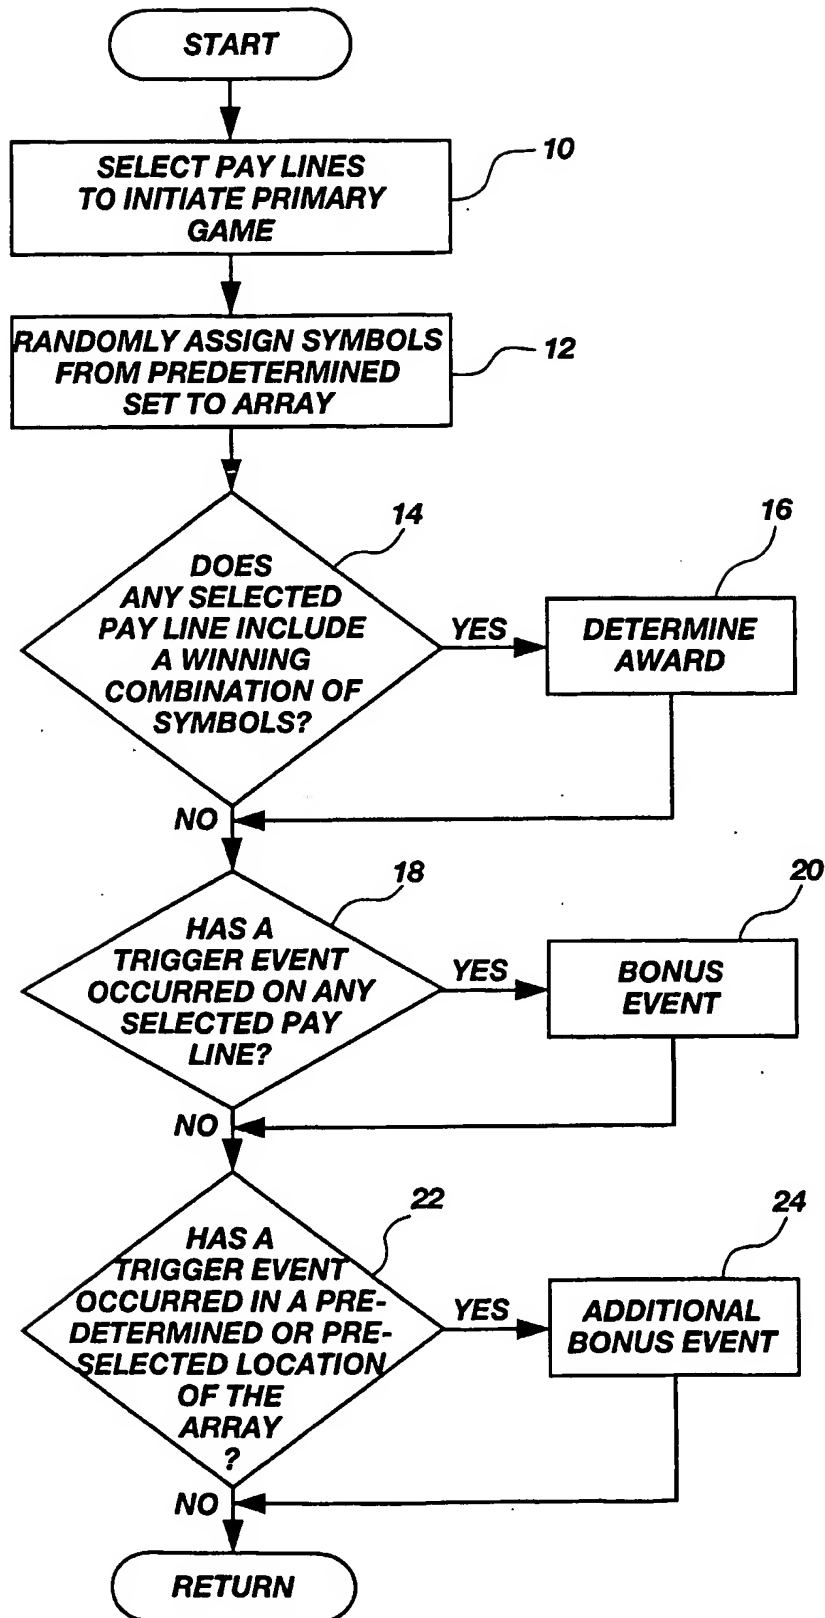 START
SELECT PAY LINES
TO INITIATE PRIMARY
GAME
10
RANDOMLY ASSIGN SYMBOLS
FROM PREDETERMINED
SET TO ARRAY
12
14
DOES
ANY SELECTED
PAY LINE INCLUDE
A WINNING
COMBINATION OF
SYMBOLS?
YES
16
DETERMINE
AWARD
NO
18
HAS A
TRIGGER EVENT
OCCURRED ON ANY
SELECTED PAY
LINE?
YES
20
BONUS
EVENT
NO
22
HAS A
TRIGGER EVENT
OCCURRED IN A PRE-
DETERMINED OR PRE-
SELECTED LOCATION
OF THE
ARRAY
?
YES
24
ADDITIONAL
BONUS EVENT
NO
RETURN